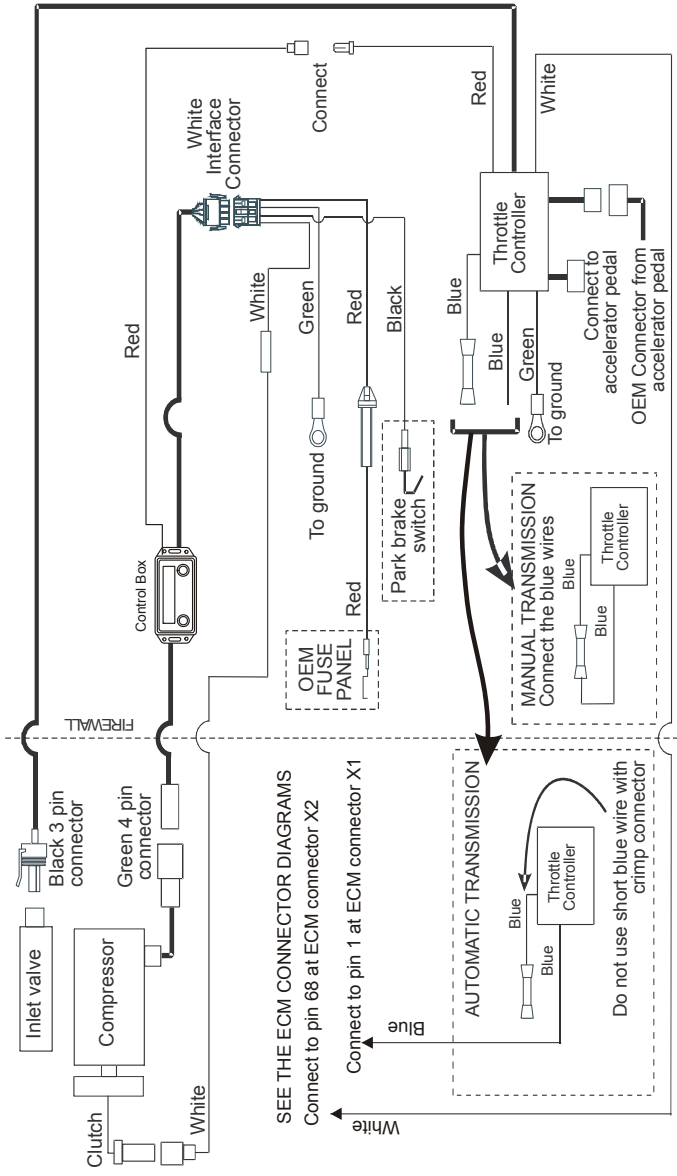 Inlet valve
Black 3 pin
connector
Compressor
Green 4 pin
connector
Clutch
White
FIREWALL
Red
Control Box
White
Interface
Connector
White
Green
Red
Black
To ground
Red
OEM
FUSE
PANEL
Park brake
switch
Connect
Red
White
Blue
Throttle
Controller
Blue
Green
To ground
Connect to
accelerator pedal
OEM Connector from
accelerator pedal
SEE THE ECM CONNECTOR DIAGRAMS
Connect to pin 68 at ECM connector X2
Connect to pin 1 at ECM connector X1
White
Blue
AUTOMATIC TRANSMISSION
Blue
Blue
Throttle
Controller
Do not use short blue wire with
crimp connector
MANUAL TRANSMISSION
Connect the blue wires
Blue
Blue
Throttle
Controller